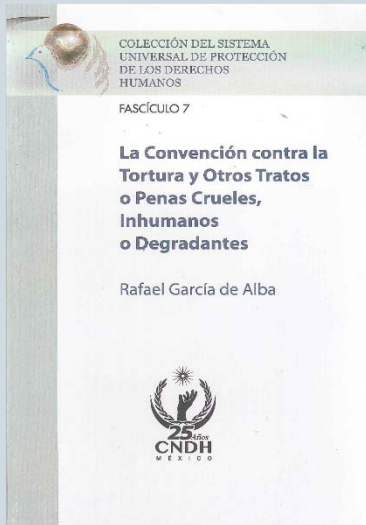 COLECCIÓN DEL SISTEMA
UNIVERSAL DE PROTECCIÓN
DE LOS DERECHOS
HUMANOS
FASCÍCULO 7
La Convención contra la
Tortura y Otros Tratos
o Penas Crueles,
Inhumanos
o Degradantes
Rafael García de Alba
25 Años
CNDH
MÉXICO